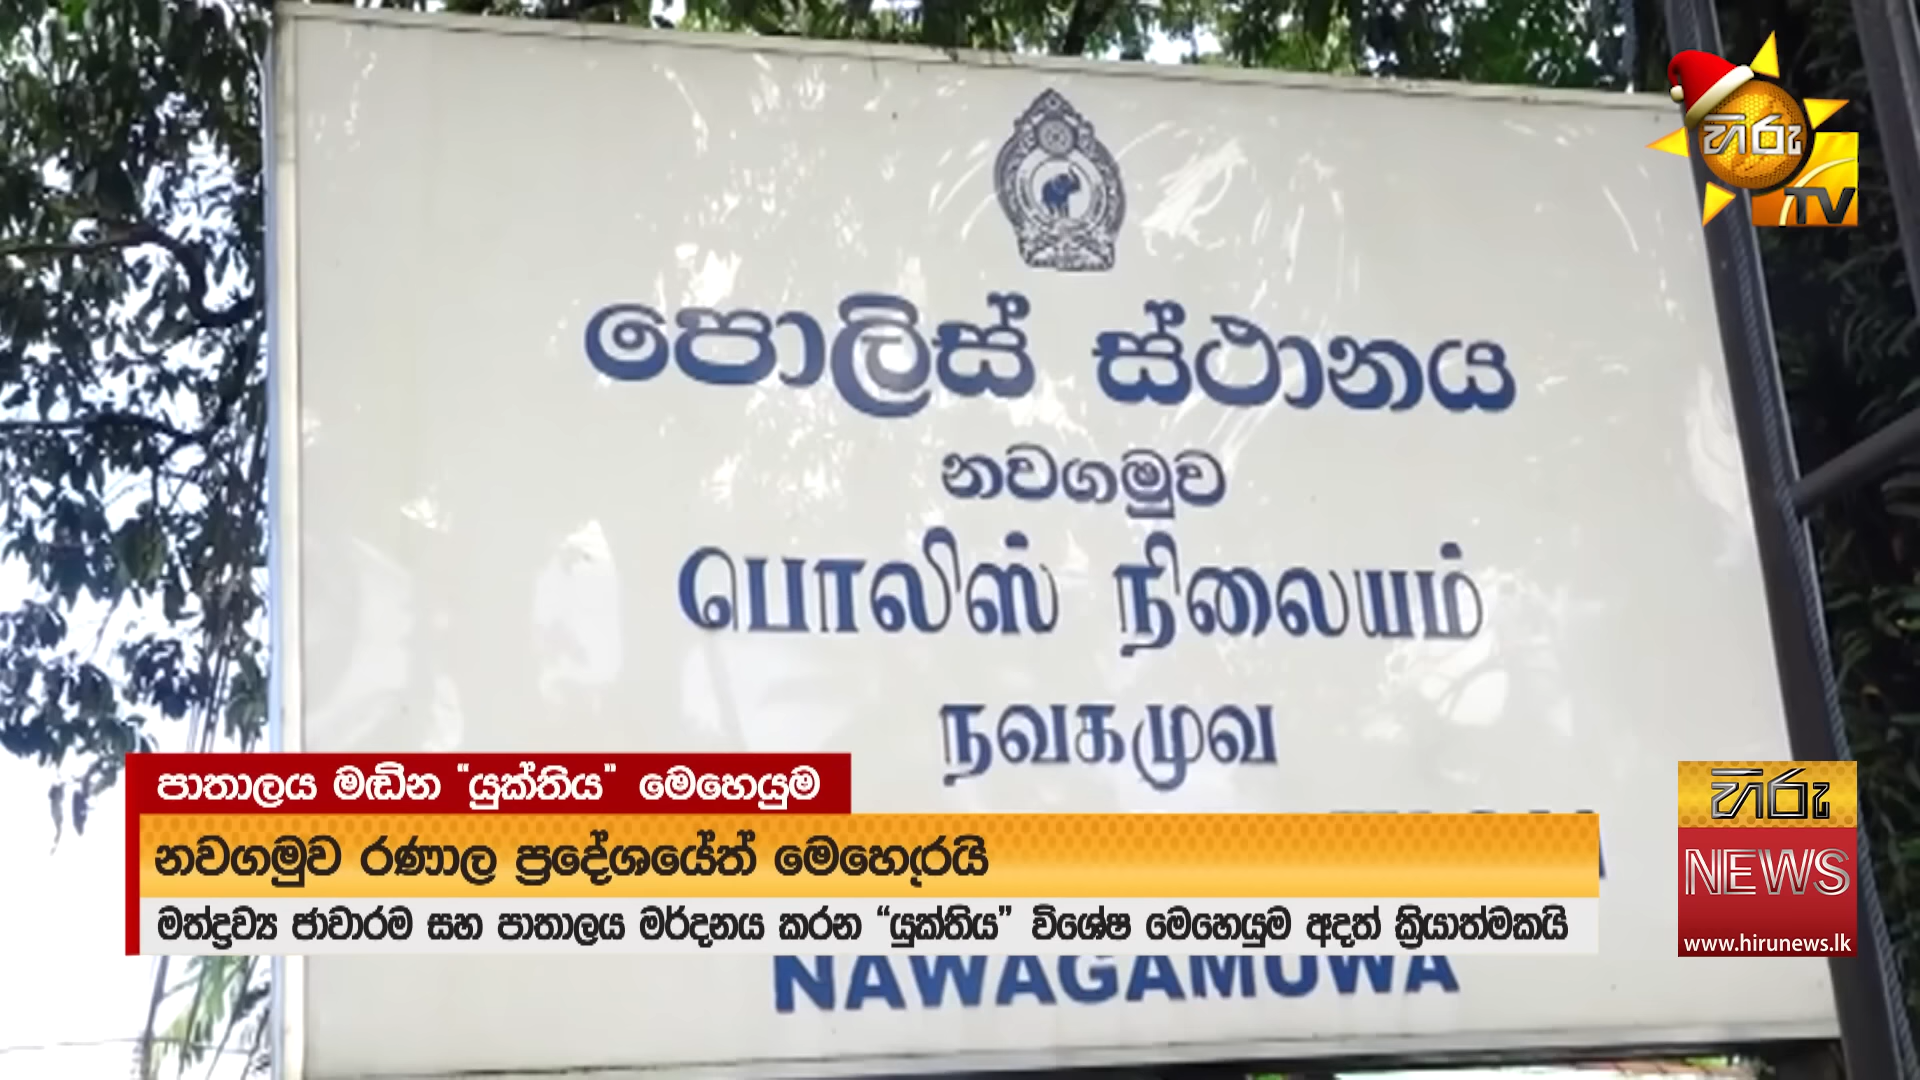 හිරු
TV
පොලිස් ස්ථානය
නවගමුව
பொலிஸ் நிலையம்
நவகமுவ
පාතාලය මඬින “යුක්තිය” මෙහෙයුම
නවගමුව රණාල ප්‍රදේශයේත් මෙහෙරයි
මත්ද්‍රව්‍ය ජාවාරම සහ පාතාලය මර්දනය කරන “යුක්තිය” විශේෂ මෙහෙයුම අදත් ක්‍රියාත්මකයි
NAWAGAMUWA
හිරු
NEWS
www.hirunews.lk